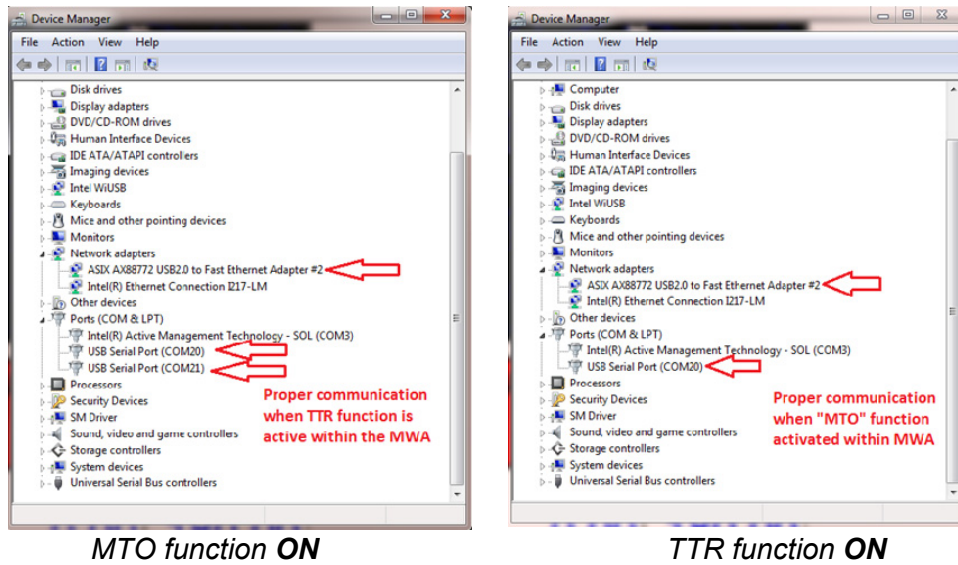 Device Manager
File Action View Help
Disk drives
Display adapters
DVD/CD-ROM drives
Human Interface Devices
IDE ATA/ATAPI controllers
Imaging devices
Intel WiUSB
Keyboards
Mice and other pointing devices
Monitors
Network adapters
ASIX AX88772 USB2.0 to Fast Ethernet Adapter #2
Intel(R) Ethernet Connection I217-LM
Other devices
Ports (COM & LPT)
Intel(R) Active Management Technology - SOL (COM3)
USB Serial Port (COM20)
USB Serial Port (COM21)
Processors
Security Devices
SM Driver
Sound, video and game controllers
Storage controllers
System devices
Universal Serial Bus controllers
Proper communication
when TTR function is
active within the MWA
MTO function ON
Device Manager
File Action View Help
Computer
Disk drives
Display adapters
DVD/CD-ROM drives
Human Interface Devices
IDE ATA/ATAPI controllers
Imaging devices
Intel WiUSB
Keyboards
Mice and other pointing devices
Monitors
Network adapters
ASIX AX88772 USB2.0 to Fast Ethernet Adapter #2
Intel(R) Ethernet Connection I217-LM
Other devices
Ports (COM & LPT)
Intel(R) Active Management Technology - SOL (COM3)
USB Serial Port (COM20)
Processors
Security Devices
SM Driver
Sound, video and game controllers
Storage controllers
System devices
Universal Serial Bus controllers
Proper communication
when "MTO" function
activated within MWA
TTR function ON